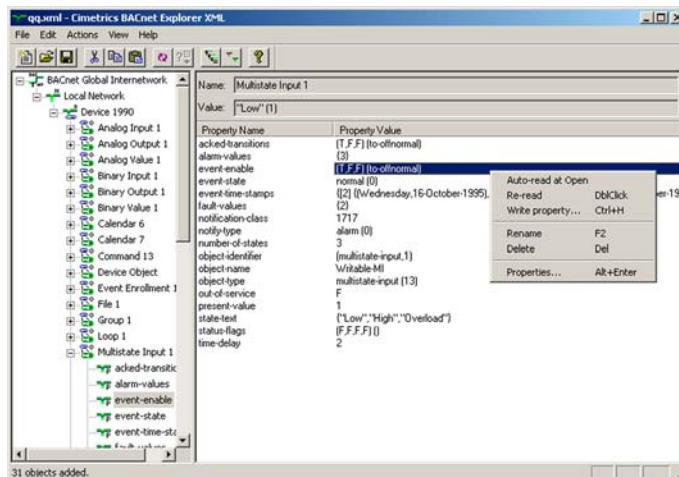 qq.xml - Cimetrics BACnet Explorer XML
File Edit Actions View Help
BACnet Global Internetwork
Local Network
Device 1990
Analog Input 1
Analog Output 1
Analog Value 1
Binary Input 1
Binary Output 1
Binary Value 1
Calendar 6
Calendar 7
Command 13
Device Object
Event Enrollment 1
File 1
Group 1
Loop 1
Multistate Input 1
acked-transitic
alarm-values
event-enable
event-state
event-time-sta
fault-values
Name: Multistate Input 1
Value: "Low" (1)
Property Name Property Value
acked-transitions (T,F,F) (to-offnormal)
alarm-values {3}
event-enable (T,F,F) (to-offnormal)
event-state normal (0)
event-time-stamps {[2] ((Wednesday,16-October-1995),
fault-values {2}
notification-class 1717
notify-type alarm (0)
number-of-states 3
object-identifier (multistate-input,1)
object-name Writable-MI
object-type multistate-input (13)
out-of-service F
present-value 1
state-text {"Low","High","Overload"}
status-flags (F,F,F,F) ()
time-delay 2
Auto-read at Open
Re-read DblClick
Write property... Ctrl+H
Rename F2
Delete Del
Properties... Alt+Enter
31 objects added.